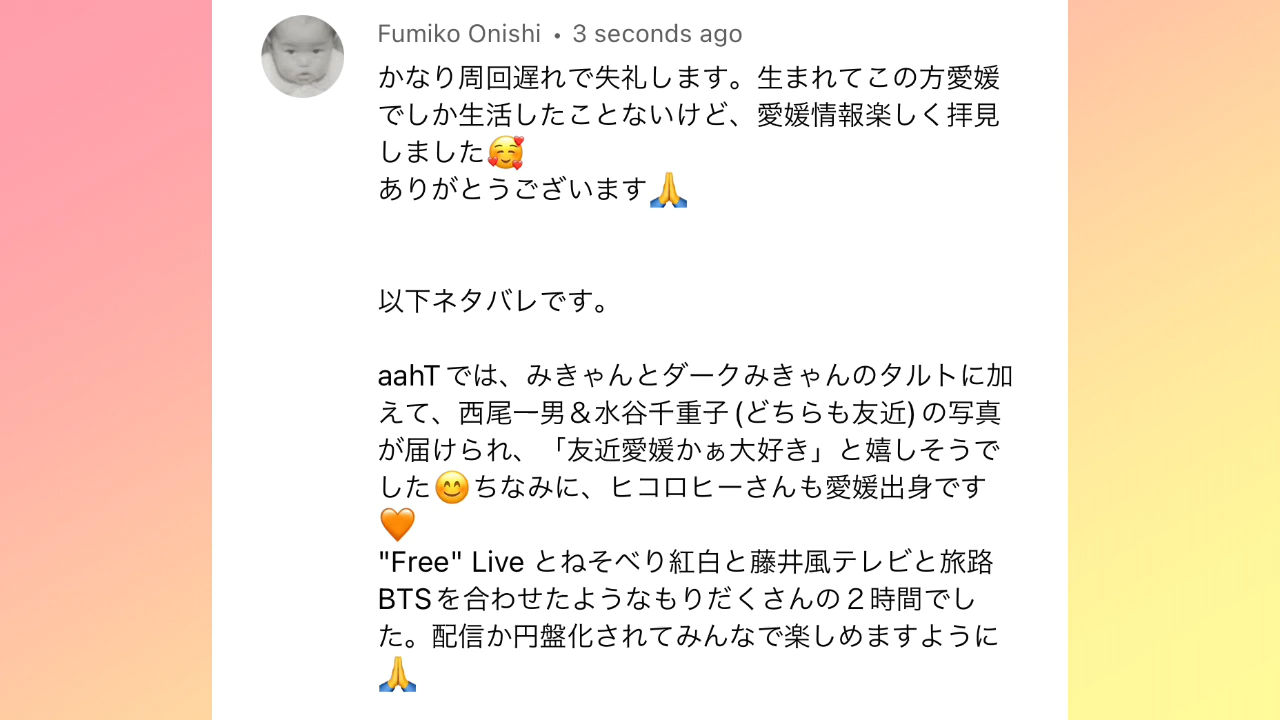 Fumiko Onishi • 3 seconds ago
かなり周回遅れで失礼します。生まれてこの方愛媛
でしか生活したことないけど、愛媛情報楽しく拝見
しました🥰
ありがとうございます🙏
以下ネタバレです。
aahTでは、みきゃんとダークみきゃんのタルトに加
えて、西尾一男＆水谷千重子(どちらも友近)の写真
が届けられ、「友近愛媛かぁ大好き」と嬉しそうで
した😊ちなみに、ヒコロヒーさんも愛媛出身です
🧡
"Free" Live とねそべり紅白と藤井風テレビと旅路
BTSを合わせたようなもりだくさんの２時間でし
た。配信か円盤化されてみんなで楽しめますように
🙏